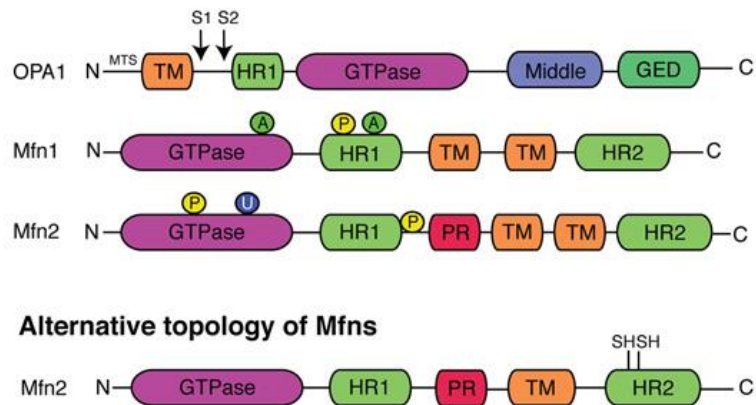 S1 S2
OPA1 N MTS TM HR1 GTPase Middle GED C
A P A
Mfn1 N GTPase HR1 TM TM HR2 C
P U P
Mfn2 N GTPase HR1 PR TM TM HR2 C
Alternative topology of Mfns
SHSH
Mfn2 N GTPase HR1 PR TM HR2 C